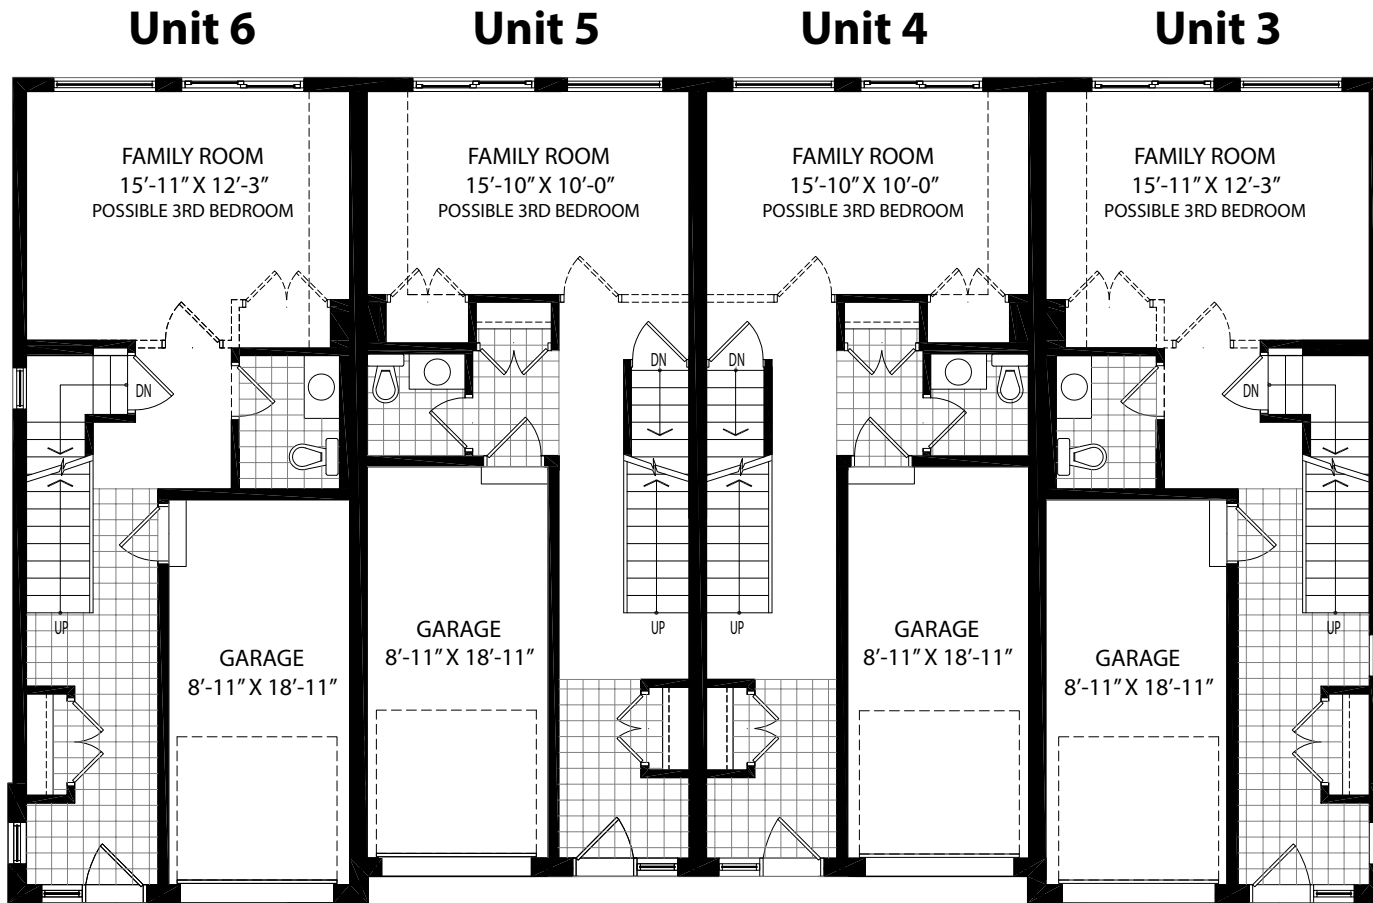 Unit 6
Unit 5
Unit 4
Unit 3
FAMILY ROOM
15’-11” X 12’-3”
POSSIBLE 3RD BEDROOM
FAMILY ROOM
15’-10” X 10’-0”
POSSIBLE 3RD BEDROOM
FAMILY ROOM
15’-10” X 10’-0”
POSSIBLE 3RD BEDROOM
FAMILY ROOM
15’-11” X 12’-3”
POSSIBLE 3RD BEDROOM
DN
DN
DN
DN
UP
UP
UP
UP
GARAGE
8’-11” X 18’-11”
GARAGE
8’-11” X 18’-11”
GARAGE
8’-11” X 18’-11”
GARAGE
8’-11” X 18’-11”